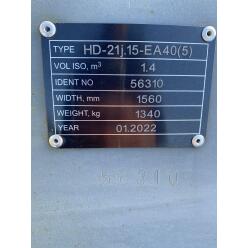 TYPE HD-21j.15-EA40(5)
VOL ISO, m³ 1.4
IDENT NO 56310
WIDTH, mm 1560
WEIGHT, kg 1340
YEAR 01.2022
56310